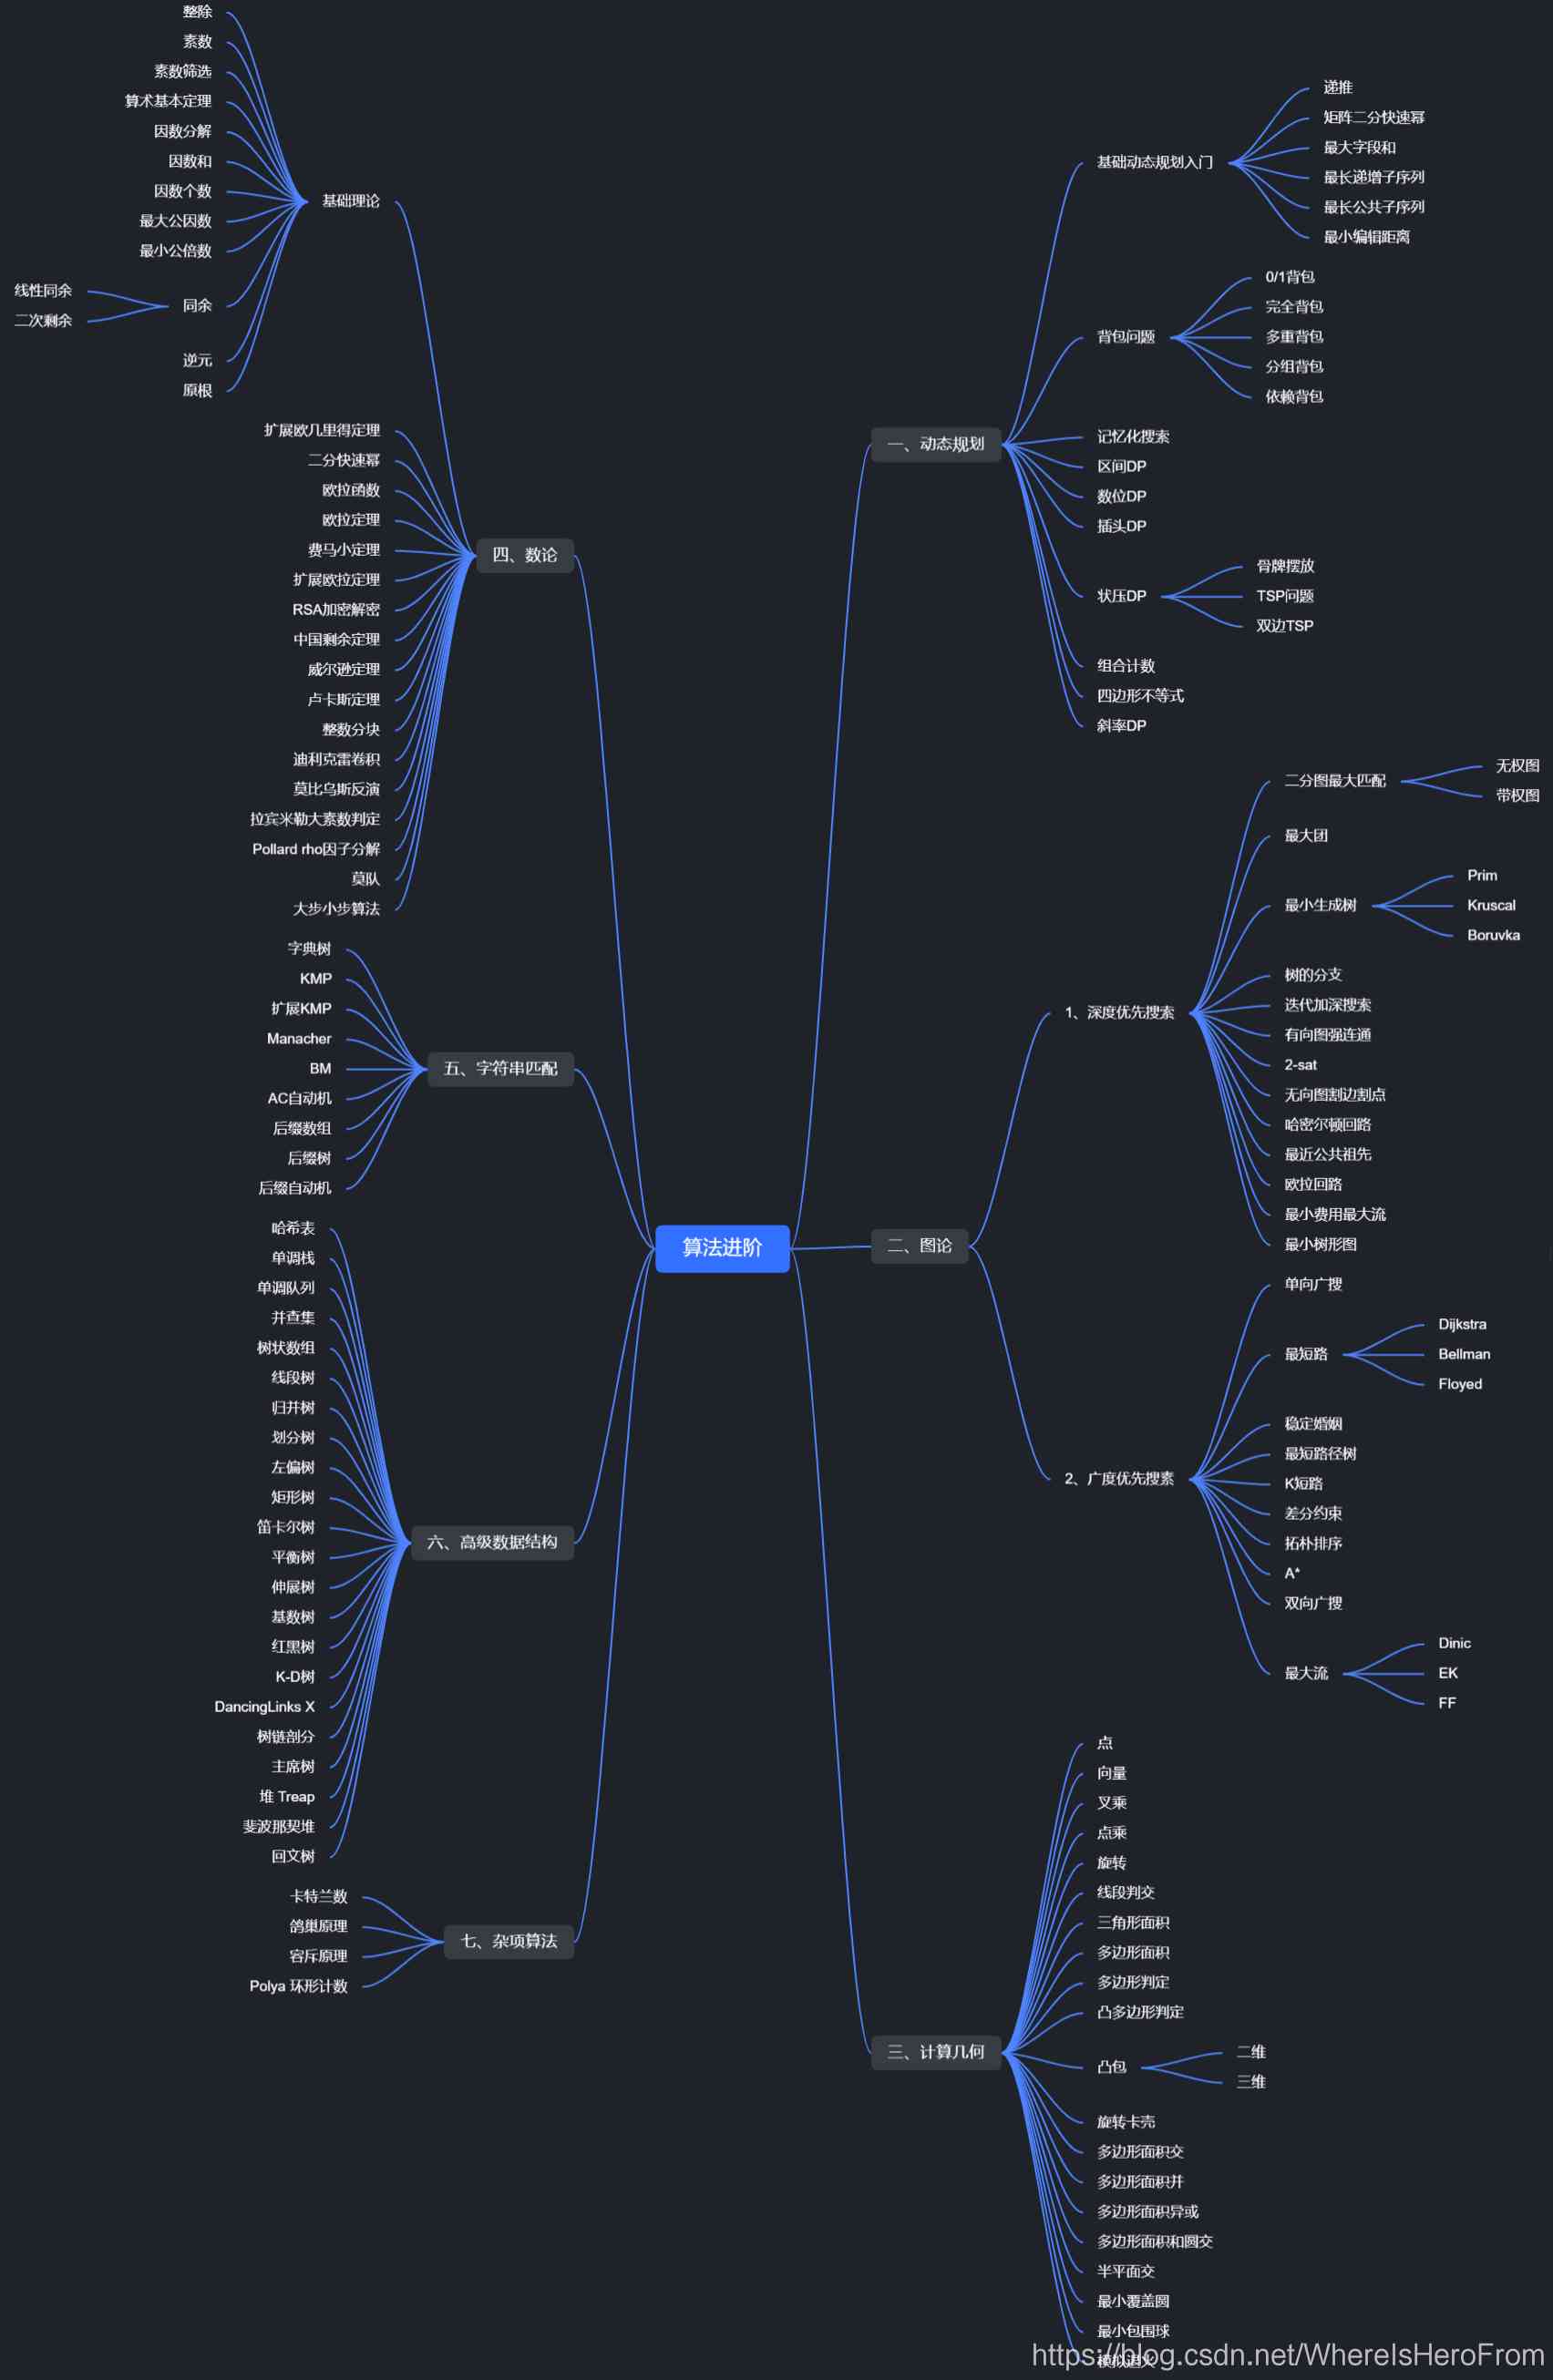 算法进阶
一、动态规划
基础动态规划入门
递推
矩阵二分快速幂
最大字段和
最长递增子序列
最长公共子序列
最小编辑距离
背包问题
0/1背包
完全背包
多重背包
分组背包
依赖背包
记忆化搜索
区间DP
数位DP
插头DP
状压DP
骨牌摆放
TSP问题
双边TSP
组合计数
四边形不等式
斜率DP
二、图论
1、深度优先搜索
二分图最大匹配
无权图
带权图
最大团
最小生成树
Prim
Kruscal
Boruvka
树的分支
迭代加深搜索
有向图强连通
2-sat
无向图割边割点
哈密尔顿回路
最近公共祖先
欧拉回路
最小费用最大流
最小树形图
2、广度优先搜素
单向广搜
最短路
Dijkstra
Bellman
Floyed
稳定婚姻
最短路径树
K短路
差分约束
拓朴排序
A*
双向广搜
最大流
Dinic
EK
FF
三、计算几何
点
向量
叉乘
点乘
旋转
线段判交
三角形面积
多边形面积
多边形判定
凸多边形判定
凸包
二维
三维
旋转卡壳
多边形面积交
多边形面积并
多边形面积异或
多边形面积和圆交
半平面交
最小覆盖圆
最小包围球
模拟退火
四、数论
基础理论
整除
素数
素数筛选
算术基本定理
因数分解
因数和
因数个数
最大公因数
最小公倍数
同余
线性同余
二次剩余
逆元
原根
扩展欧几里得定理
二分快速幂
欧拉函数
欧拉定理
费马小定理
扩展欧拉定理
RSA加密解密
中国剩余定理
威尔逊定理
卢卡斯定理
整数分块
迪利克雷卷积
莫比乌斯反演
拉宾米勒大素数判定
Pollard rho因子分解
莫队
大步小步算法
五、字符串匹配
字典树
KMP
扩展KMP
Manacher
BM
AC自动机
后缀数组
后缀树
后缀自动机
六、高级数据结构
哈希表
单调栈
单调队列
并查集
树状数组
线段树
归并树
划分树
左偏树
矩形树
笛卡尔树
平衡树
伸展树
基数树
红黑树
K-D树
DancingLinks X
树链剖分
主席树
堆 Treap
斐波那契堆
回文树
七、杂项算法
卡特兰数
鸽巢原理
容斥原理
Polya 环形计数
https://blog.csdn.net/WhereIsHeroFrom